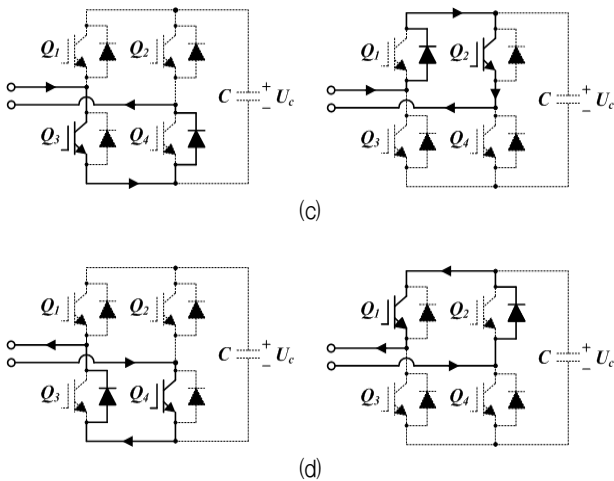 Q1 Q2 Q1 Q2
C + Uc − C + Uc −
Q3 Q4 Q3 Q4
(c)
Q1 Q2 Q1 Q2
C + Uc − C + Uc −
Q3 Q4 Q3 Q4
(d)